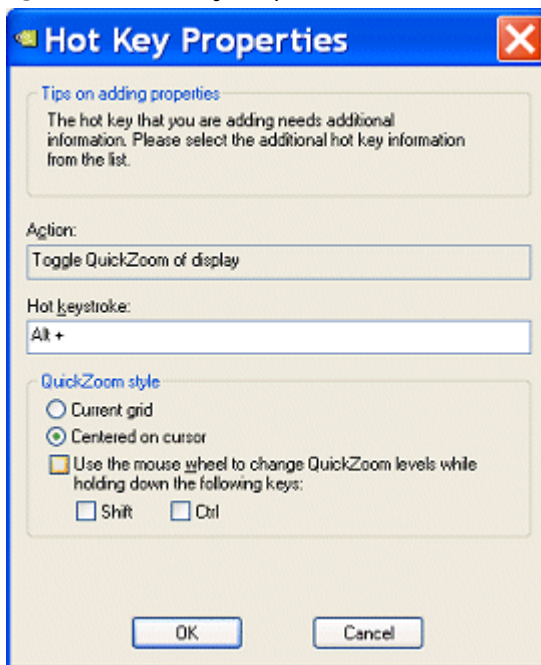 Hot Key Properties
Tips on adding properties
The hot key that you are adding needs additional
information. Please select the additional hot key information
from the list.
Action:
Toggle QuickZoom of display
Hot keystroke:
Alt +
QuickZoom style
Current grid
Centered on cursor
Use the mouse wheel to change QuickZoom levels while
holding down the following keys:
Shift Ctrl
OK Cancel